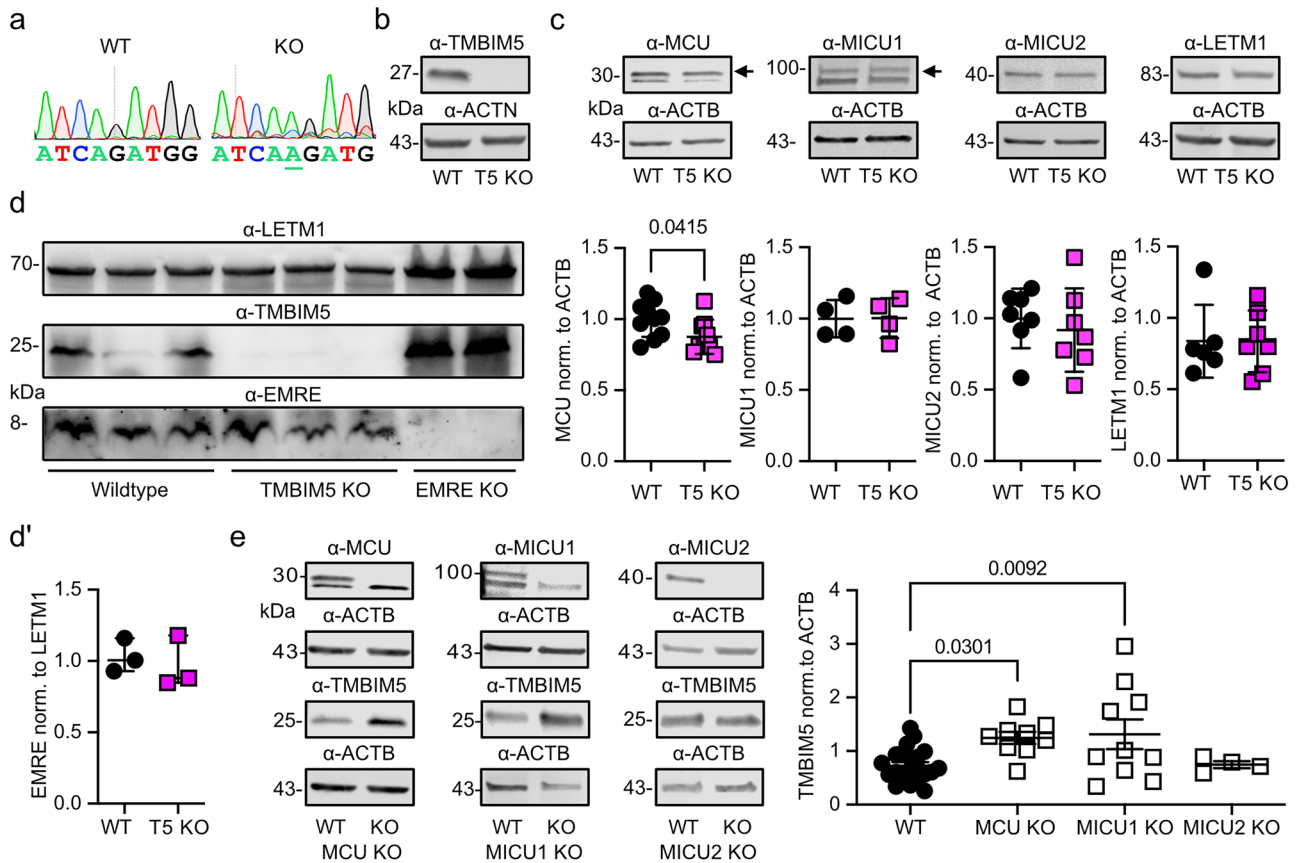 a
WT
KO
ATCAGATGG
ATCAAGATG
b
α-TMBIM5
27-
kDa
α-ACTN
43-
WT T5 KO
c
α-MCU
30-
kDa
α-ACTB
43-
WT T5 KO
α-MICU1
100-
α-ACTB
43-
WT T5 KO
α-MICU2
40-
α-ACTB
43-
WT T5 KO
α-LETM1
83-
α-ACTB
43-
WT T5 KO
MCU norm. to ACTB
1.5
1.0
0.5
0.0
0.0415
WT T5 KO
MICU1 norm.to ACTB
1.5
1.0
0.5
0.0
WT T5 KO
MICU2 norm. to ACTB
1.5
1.0
0.5
0.0
WT T5 KO
LETM1 norm. to ACTB
1.5
1.0
0.5
0.0
WT T5 KO
d
α-LETM1
70-
α-TMBIM5
25-
kDa
α-EMRE
8-
Wildtype
TMBIM5 KO
EMRE KO
d'
EMRE norm. to LETM1
1.5
1.0
0.5
0.0
WT T5 KO
e
α-MCU
30-
kDa
α-ACTB
43-
α-TMBIM5
25-
α-ACTB
43-
WT KO
MCU KO
α-MICU1
100-
α-ACTB
43-
α-TMBIM5
25-
α-ACTB
43-
WT KO
MICU1 KO
α-MICU2
40-
α-ACTB
43-
α-TMBIM5
25-
α-ACTB
43-
WT KO
MICU2 KO
TMBIM5 norm.to ACTB
4
3
2
1
0
0.0092
0.0301
WT
MCU KO
MICU1 KO
MICU2 KO